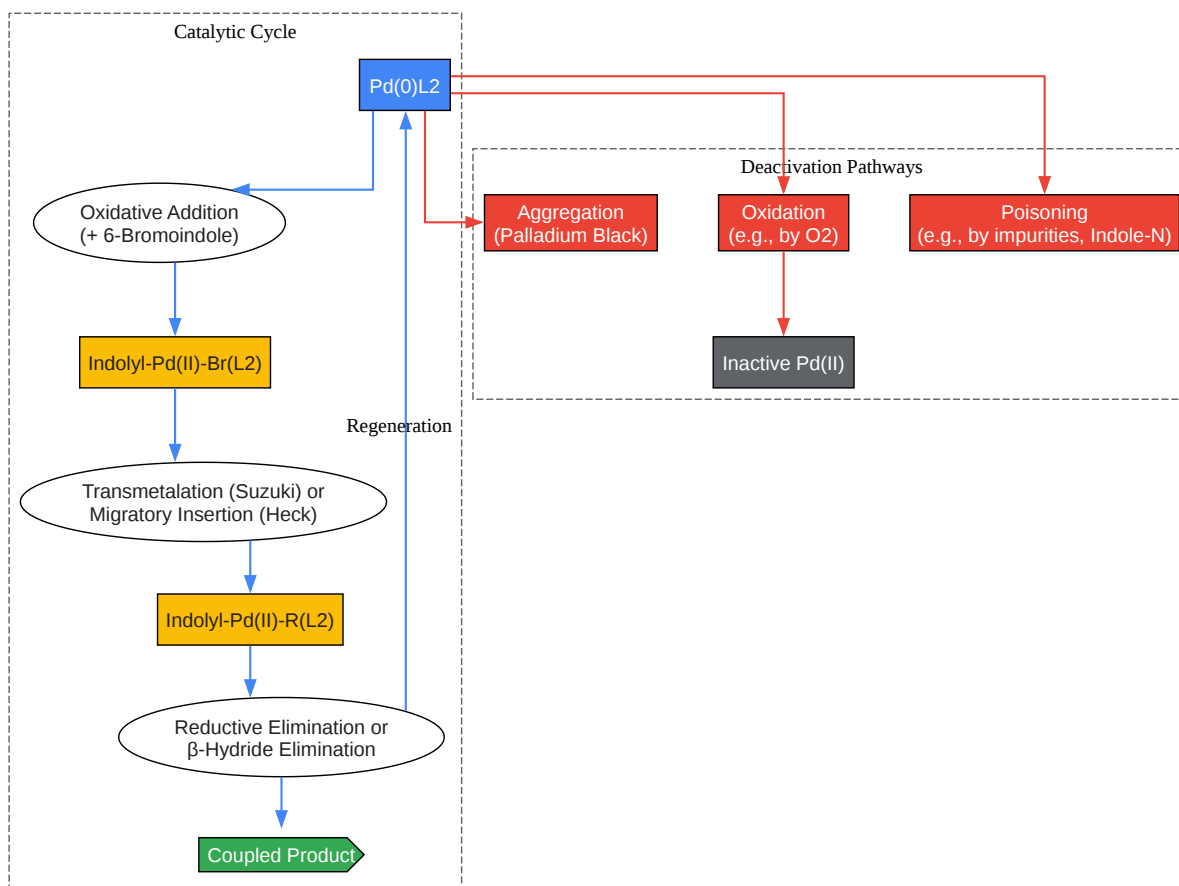 Catalytic Cycle
Pd(0)L2
Deactivation Pathways
Oxidative Addition
(+ 6-Bromoindole)
Aggregation
(Palladium Black)
Oxidation
(e.g., by O2)
Poisoning
(e.g., by impurities, Indole-N)
Indolyl-Pd(II)-Br(L2)
Inactive Pd(II)
Regeneration
Transmetalation (Suzuki) or
Migratory Insertion (Heck)
Indolyl-Pd(II)-R(L2)
Reductive Elimination or
β-Hydride Elimination
Coupled Product